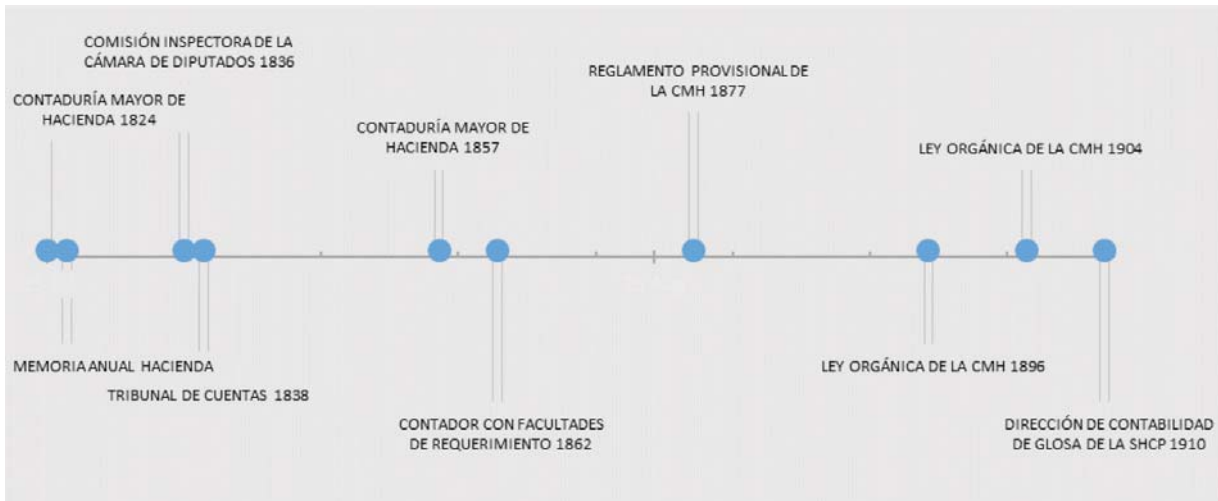 COMISIÓN INSPECTORA DE LA
CÁMARA DE DIPUTADOS 1836
CONTADURÍA MAYOR DE
HACIENDA 1824
CONTADURÍA MAYOR DE
HACIENDA 1857
REGLAMENTO PROVISIONAL DE
LA CMH 1877
LEY ORGÁNICA DE LA CMH 1904
MEMORIA ANUAL HACIENDA
TRIBUNAL DE CUENTAS 1838
CONTADOR CON FACULTADES
DE REQUERIMIENTO 1862
LEY ORGÁNICA DE LA CMH 1896
DIRECCIÓN DE CONTABILIDAD
DE GLOSA DE LA SHCP 1910